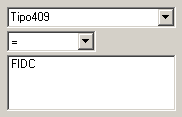 Tipo409
=
FIDC